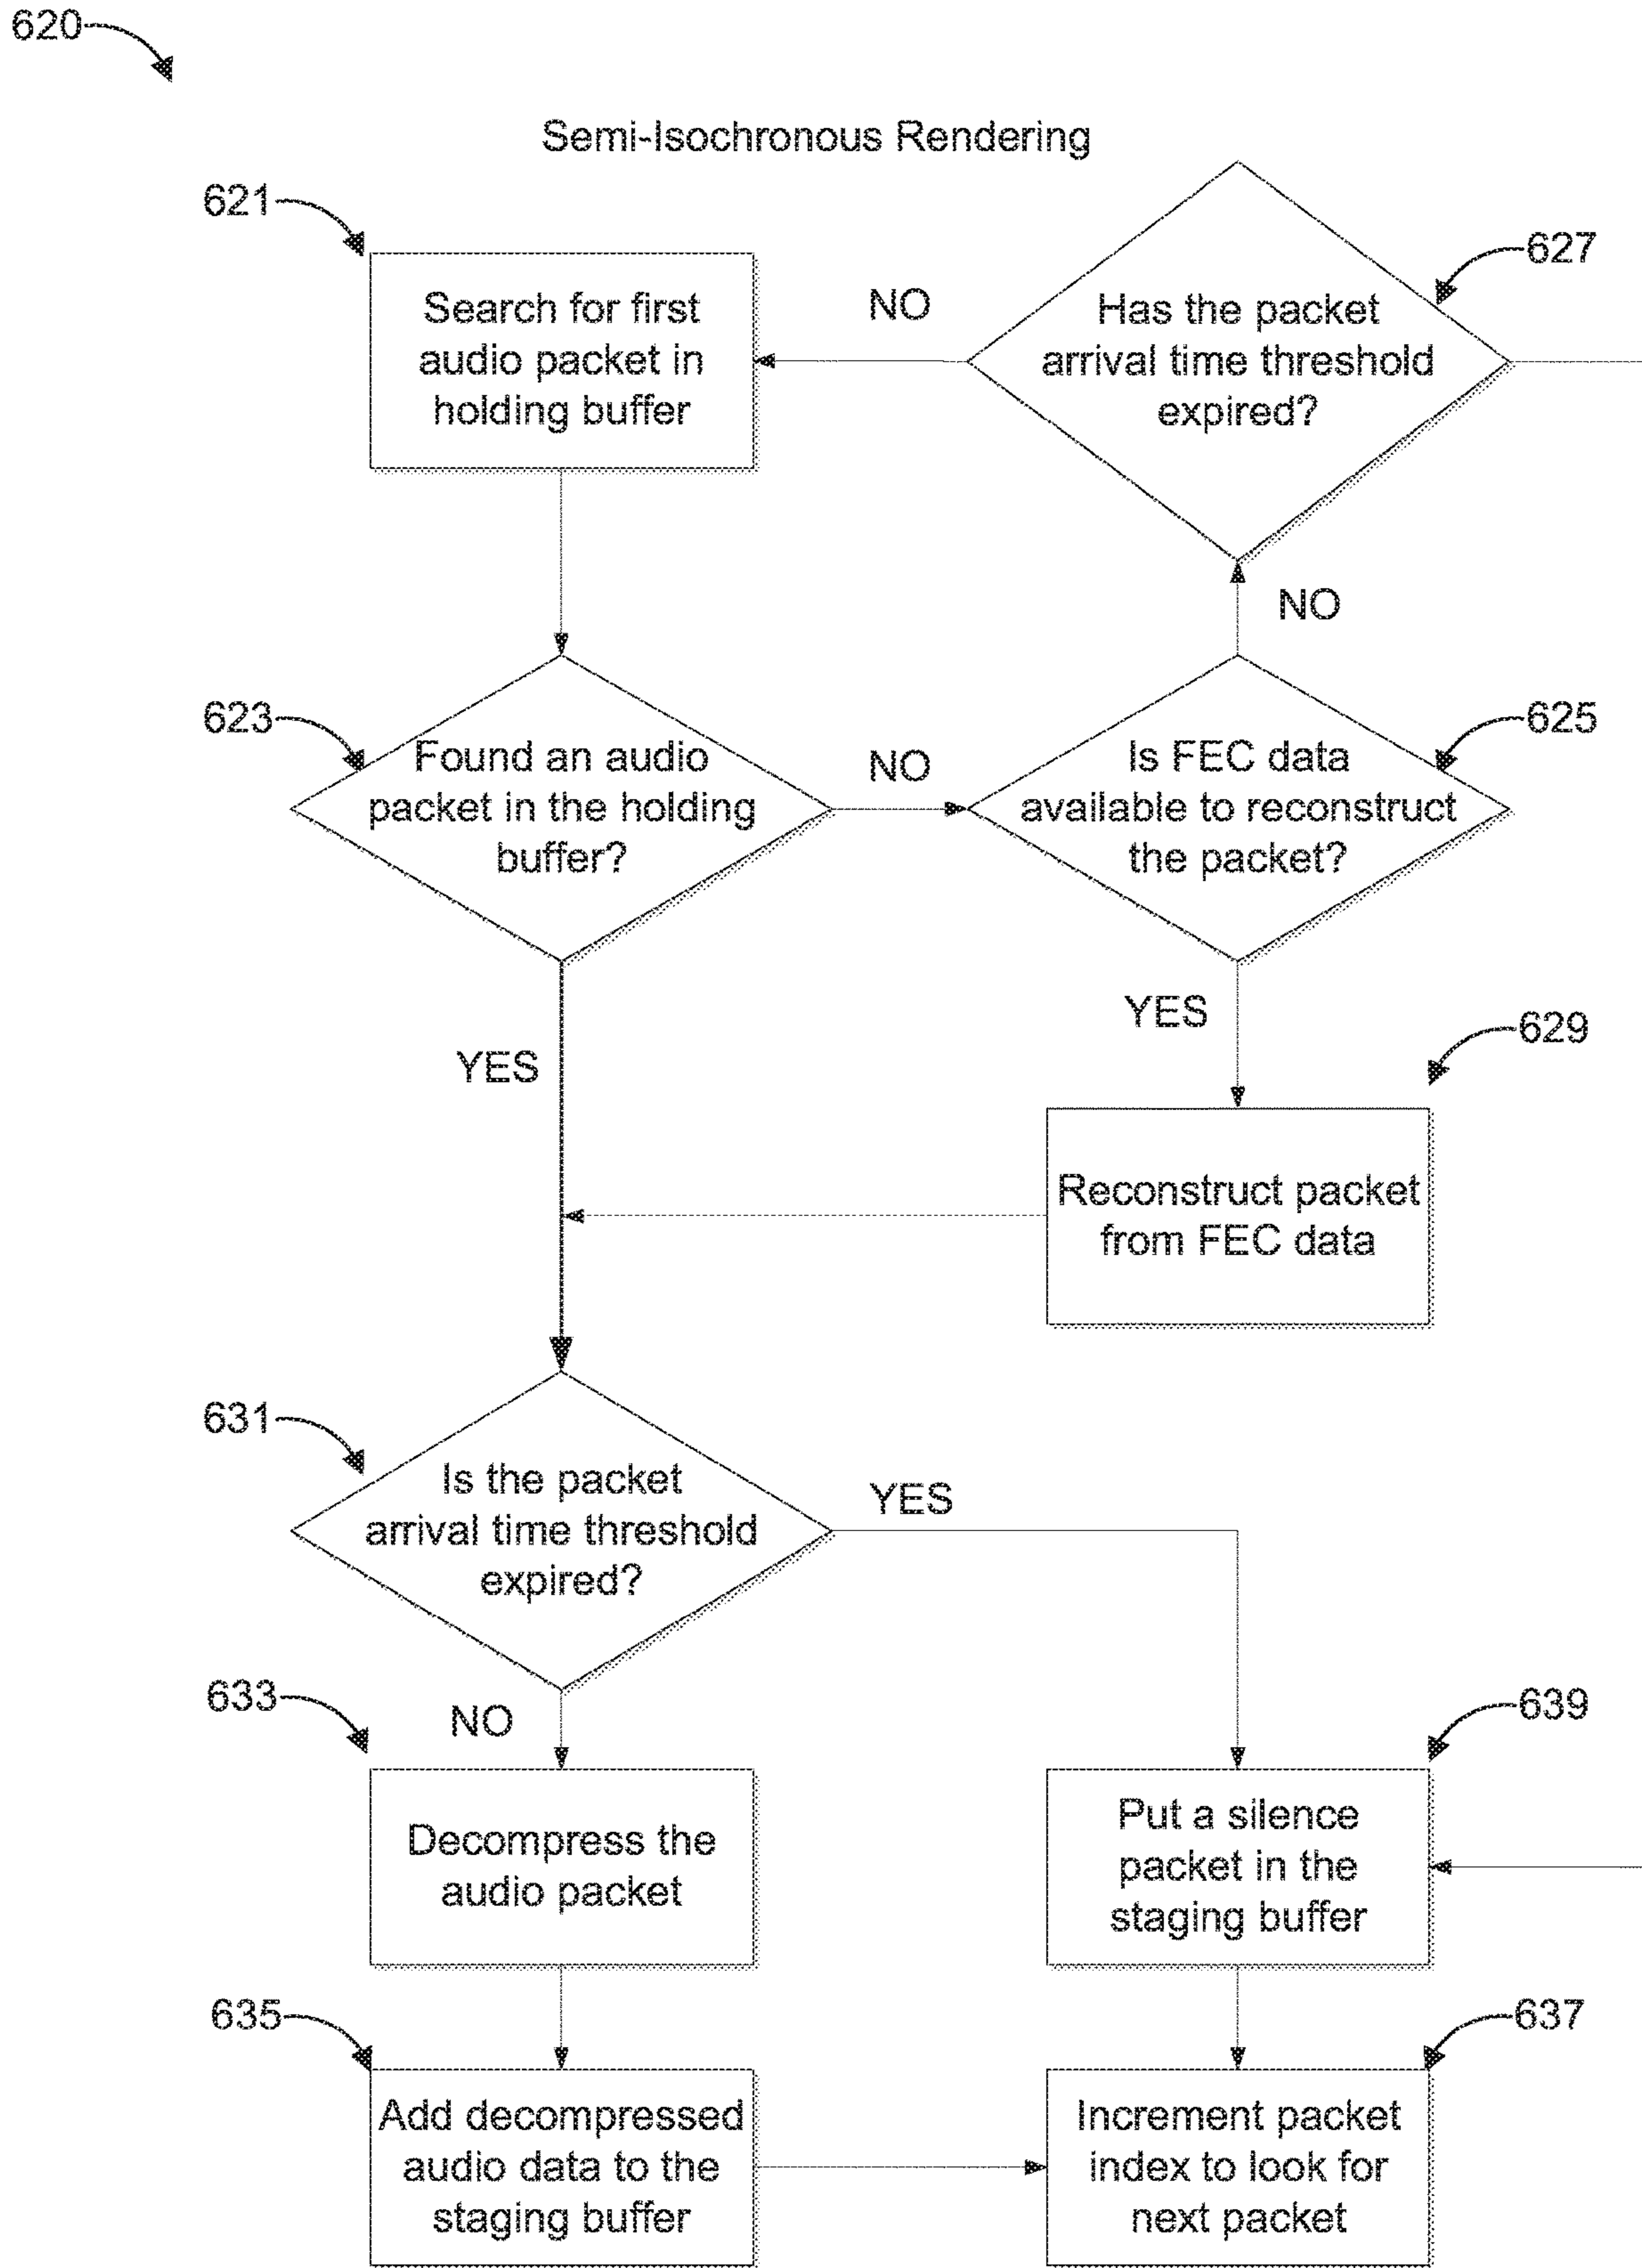 620
Semi-Isochronous Rendering
621
Search for first
audio packet in
holding buffer
NO
Has the packet
arrival time threshold
expired?
627
NO
623
Found an audio
packet in the holding
buffer?
NO
Is FEC data
available to reconstruct
the packet?
625
YES
YES
629
Reconstruct packet
from FEC data
631
Is the packet
arrival time threshold
expired?
YES
NO
633
Decompress the
audio packet
639
Put a silence
packet in the
staging buffer
635
Add decompressed
audio data to the
staging buffer
637
Increment packet
index to look for
next packet